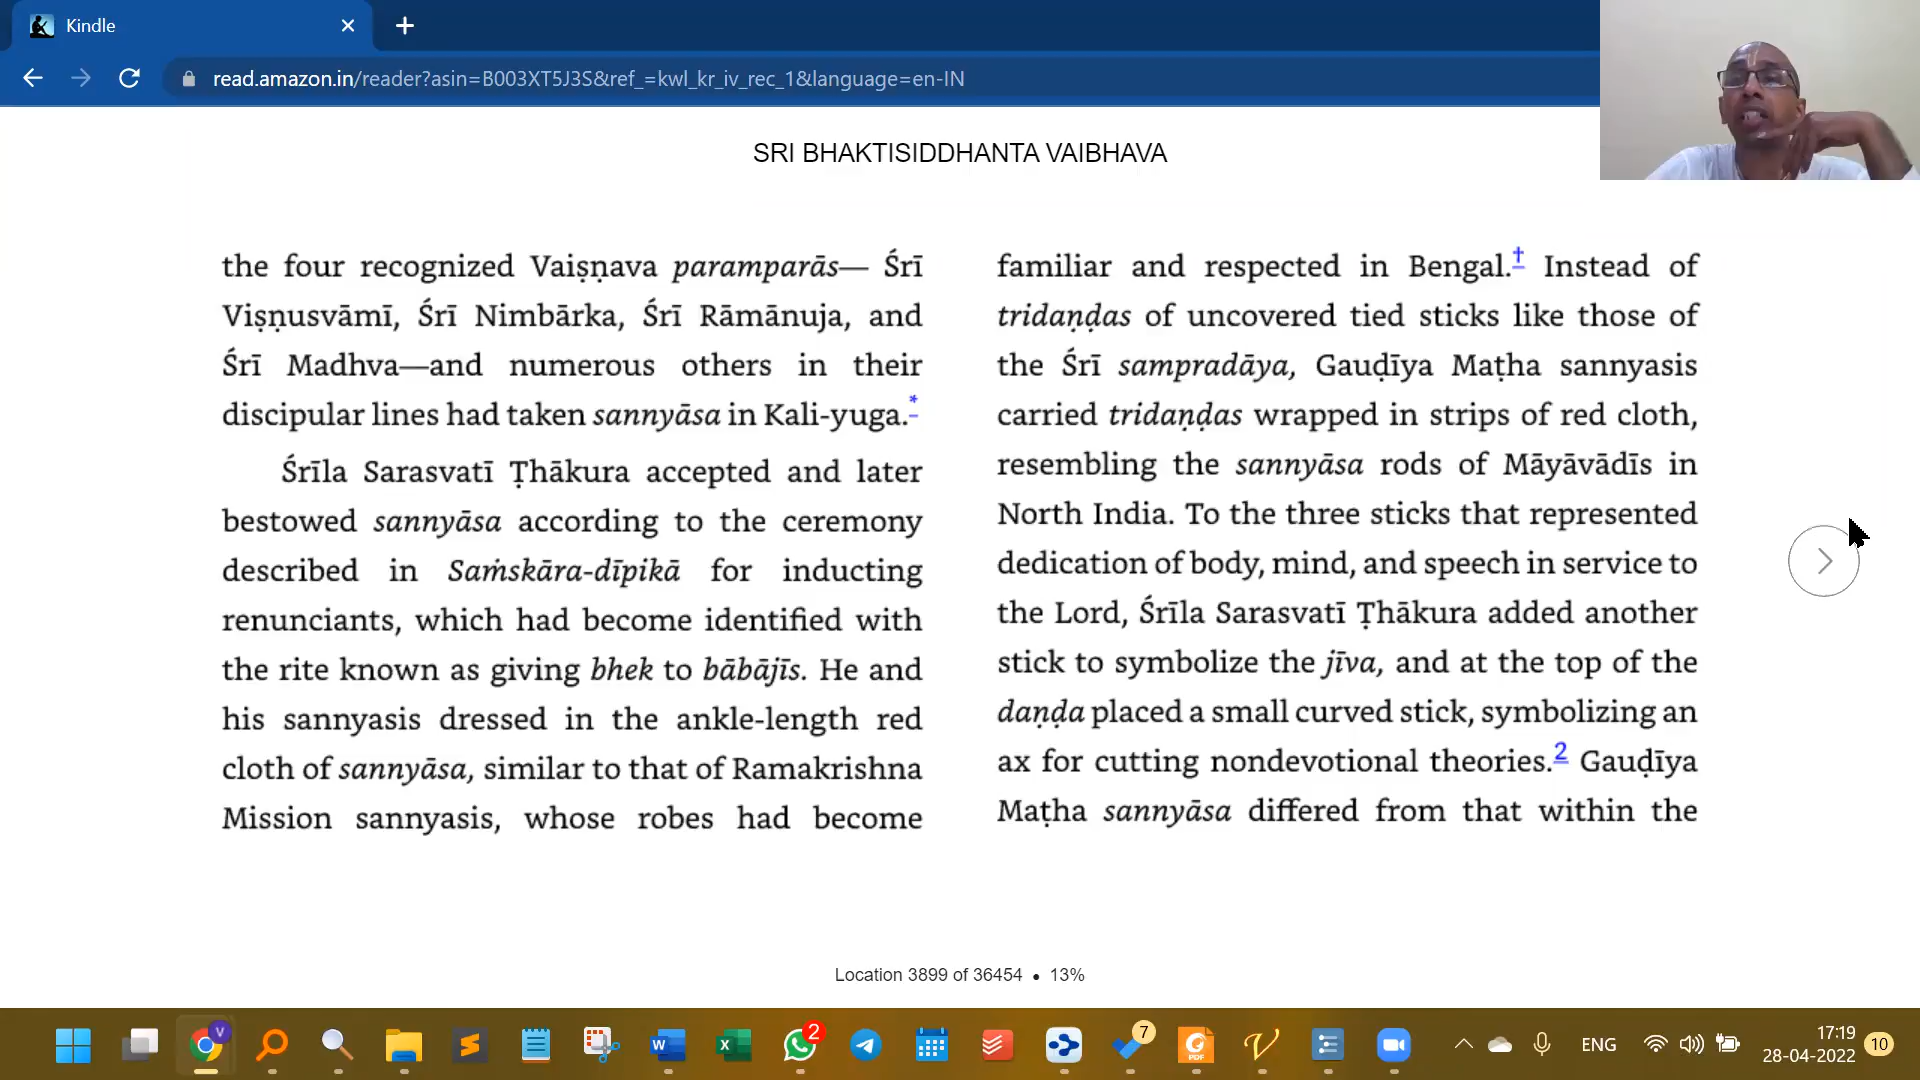 Kindle
read.amazon.in/reader?asin=B003XT5J3S&ref_=kwl_kr_iv_rec_1&language=en-IN
SRI BHAKTISIDDHANTA VAIBHAVA
the four recognized Vaiṣṇava paramparās— Śrī
Viṣṇusvāmī, Śrī Nimbārka, Śrī Rāmānuja, and
Śrī Madhva—and numerous others in their
discipular lines had taken sannyāsa in Kali-yuga.*
Śrīla Sarasvatī Ṭhākura accepted and later
bestowed sannyāsa according to the ceremony
described in Saṁskāra-dīpikā for inducting
renunciants, which had become identified with
the rite known as giving bhek to bābājīs. He and
his sannyasis dressed in the ankle-length red
cloth of sannyāsa, similar to that of Ramakrishna
Mission sannyasis, whose robes had become
familiar and respected in Bengal.† Instead of
tridaṇḍas of uncovered tied sticks like those of
the Śrī sampradāya, Gauḍīya Maṭha sannyasis
carried tridaṇḍas wrapped in strips of red cloth,
resembling the sannyāsa rods of Māyāvādīs in
North India. To the three sticks that represented
dedication of body, mind, and speech in service to
the Lord, Śrīla Sarasvatī Ṭhākura added another
stick to symbolize the jīva, and at the top of the
daṇḍa placed a small curved stick, symbolizing an
ax for cutting nondevotional theories.2 Gauḍīya
Maṭha sannyāsa differed from that within the
Location 3899 of 36454 • 13%
V
2
7
PDF
ENG
17:19
28-04-2022
10